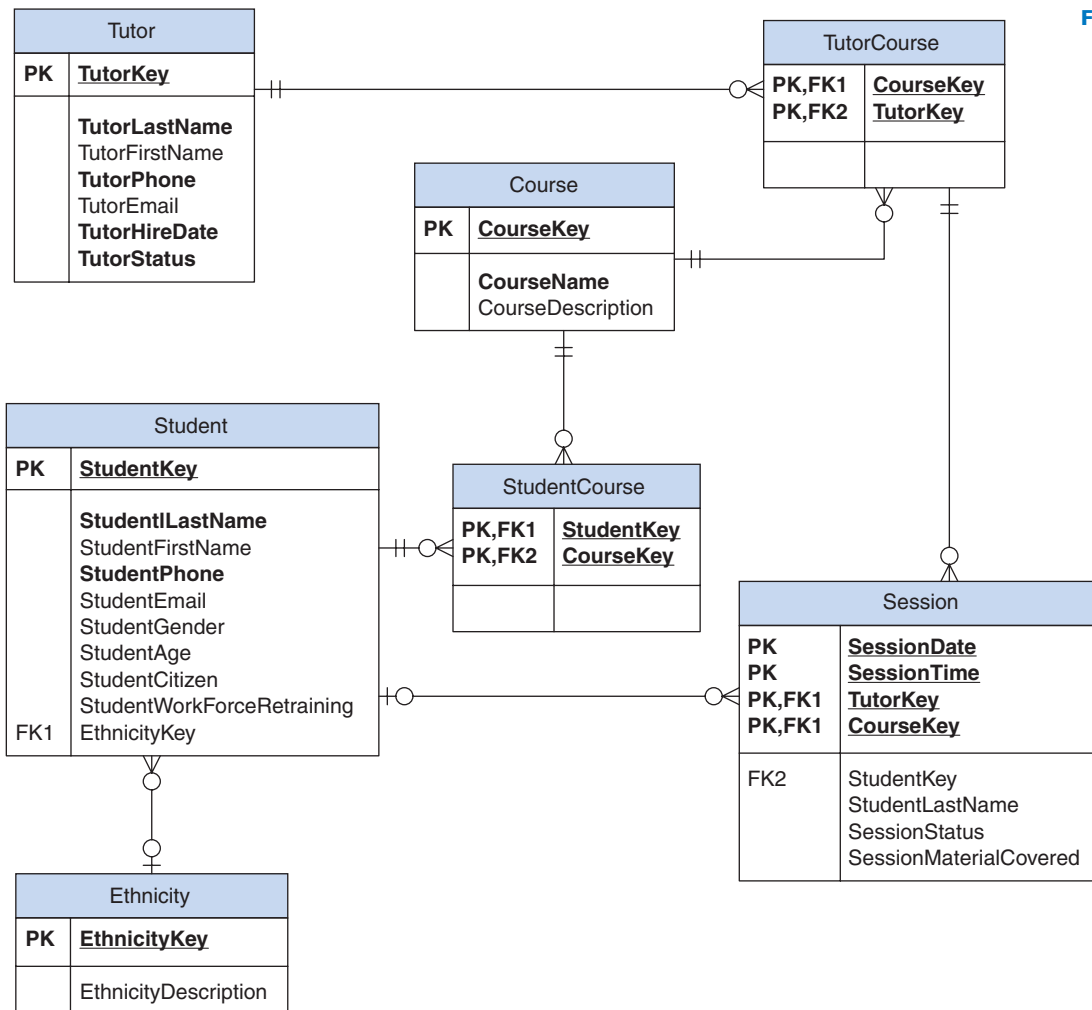 F
Tutor
PK TutorKey
TutorLastName
TutorFirstName
TutorPhone
TutorEmail
TutorHireDate
TutorStatus
TutorCourse
PK,FK1 CourseKey
PK,FK2 TutorKey
Course
PK CourseKey
CourseName
CourseDescription
Student
PK StudentKey
StudentlLastName
StudentFirstName
StudentPhone
StudentEmail
StudentGender
StudentAge
StudentCitizen
StudentWorkForceRetraining
FK1 EthnicityKey
StudentCourse
PK,FK1 StudentKey
PK,FK2 CourseKey
Session
PK SessionDate
PK SessionTime
PK,FK1 TutorKey
PK,FK1 CourseKey
FK2 StudentKey
StudentLastName
SessionStatus
SessionMaterialCovered
Ethnicity
PK EthnicityKey
EthnicityDescription